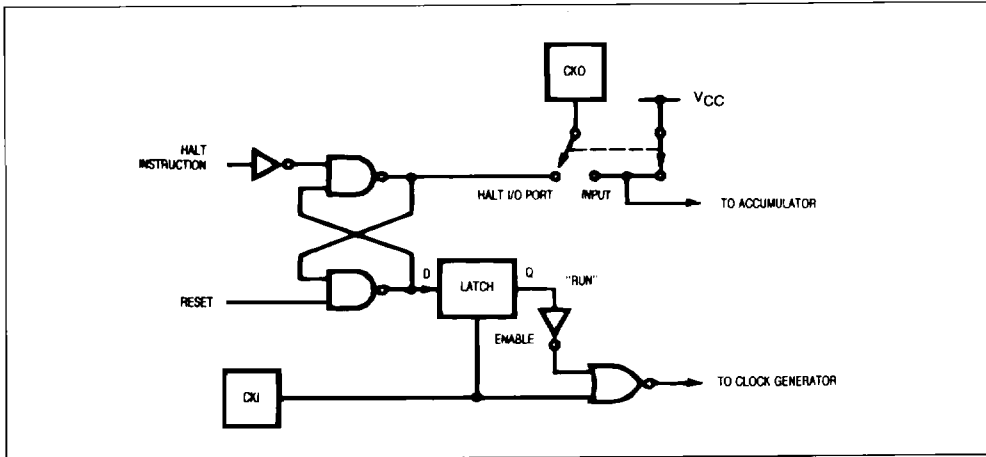 CKO
VCC
HALT
INSTRUCTION
HALT I/O PORT
INPUT
TO ACCUMULATOR
D
LATCH
Q
"RUN"
RESET
ENABLE
TO CLOCK GENERATOR
CKI